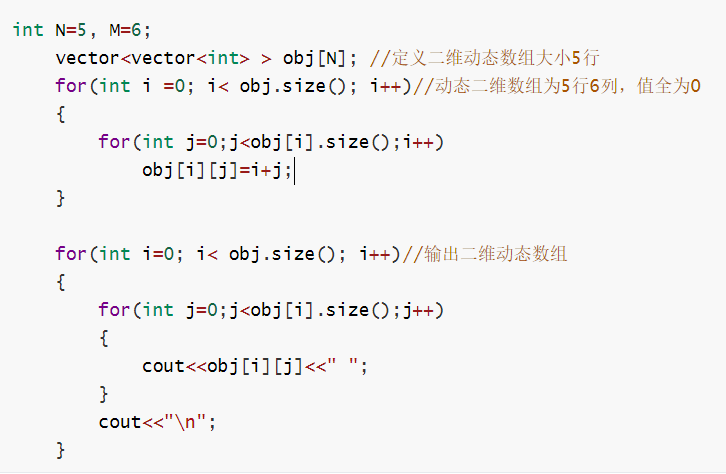 int N=5, M=6;
vector<vector<int> > obj[N]; //定义二维动态数组大小5行
for(int i =0; i< obj.size(); i++)//动态二维数组为5行6列，值全为0
{
for(int j=0;j<obj[i].size();i++)
obj[i][j]=i+j;
}
for(int i=0; i< obj.size(); i++)//输出二维动态数组
{
for(int j=0;j<obj[i].size();j++)
{
cout<<obj[i][j]<<" ";
}
cout<<"\n";
}